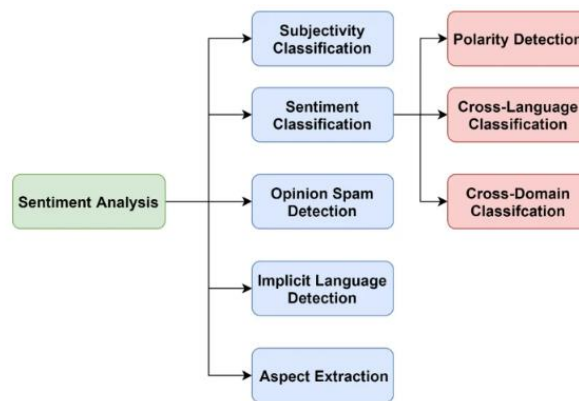 Subjectivity
Classification
Polarity Detection
Sentiment
Classification
Cross-Language
Classification
Sentiment Analysis
Opinion Spam
Detection
Cross-Domain
Classifcation
Implicit Language
Detection
Aspect Extraction